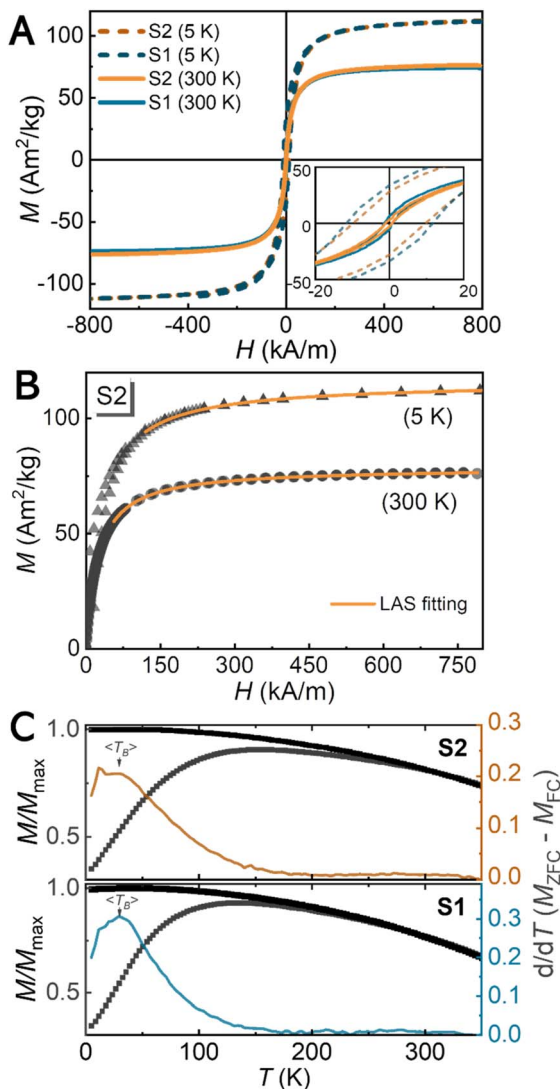 A
M (Am²/kg)
100
50
0
-50
-100
S2 (5 K)
S1 (5 K)
S2 (300 K)
S1 (300 K)
50
0
-50
-20 0 20
-800 -400 0 400 800
H (kA/m)
B
S2
M (Am²/kg)
100
50
0
(5 K)
(300 K)
LAS fitting
0 150 300 450 600 750
H (kA/m)
C
M/Mmax
1.0
0.5
<TB>
S2
0.3
0.2
0.1
0.0
M/Mmax
1.0
0.5
<TB>
S1
0.3
0.2
0.1
0.0
d/dT (MZFC - MFC)
0 100 200 300
T (K)